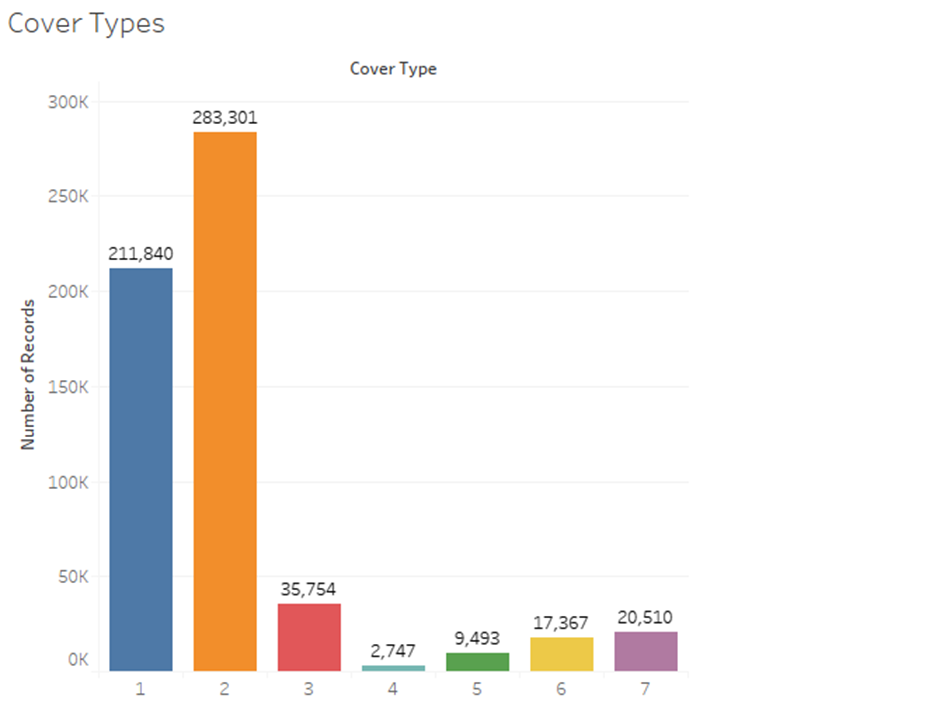 Cover Types
Cover Type
Number of Records
300K
250K
200K
150K
100K
50K
0K
211,840
283,301
35,754
2,747
9,493
17,367
20,510
1 2 3 4 5 6 7